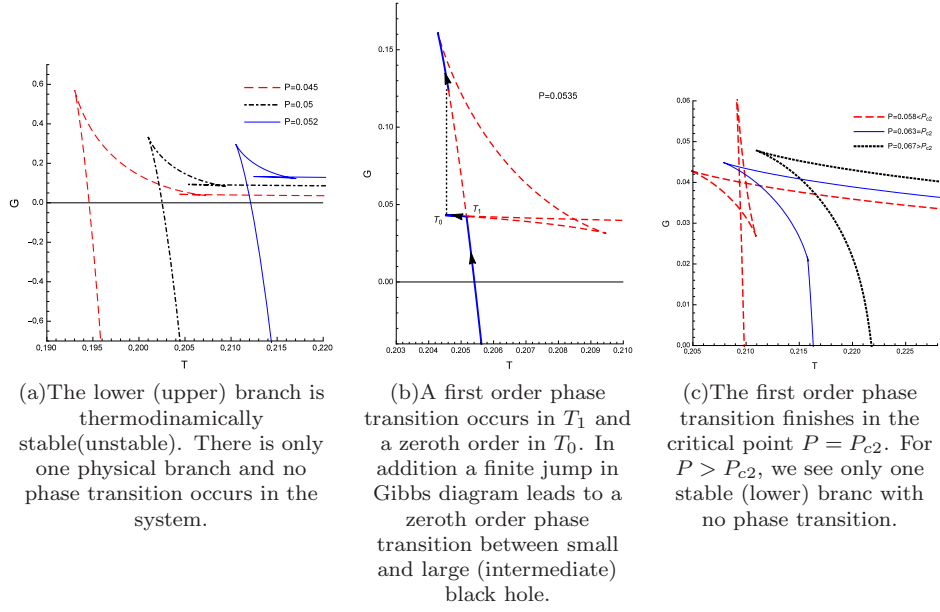 0.6
0.4
0.2
0.0
-0.2
-0.4
-0.6
G
0.190
0.195
0.200
0.205
0.210
0.215
0.220
T
P=0.045
P=0.05
P=0.052
0.15
0.10
0.05
0.00
G
0.203
0.204
0.205
0.206
0.207
0.208
0.209
0.210
T
P=0.0535
T0
T1
0.06
0.05
0.04
0.03
0.02
0.01
0.00
G
0.205
0.210
0.215
0.220
0.225
T
P=0.058<Pc2
P=0.063=Pc2
P=0.067>Pc2
(a)The lower (upper) branch is
thermodinamically
stable(unstable). There is only
one physical branch and no
phase transition occurs in the
system.
(b)A first order phase
transition occurs in T1 and
a zeroth order in T0. In
addition a finite jump in
Gibbs diagram leads to a
zeroth order phase
transition between small
and large (intermediate)
black hole.
(c)The first order phase
transition finishes in the
critical point P = Pc2. For
P > Pc2, we see only one
stable (lower) branc with
no phase transition.